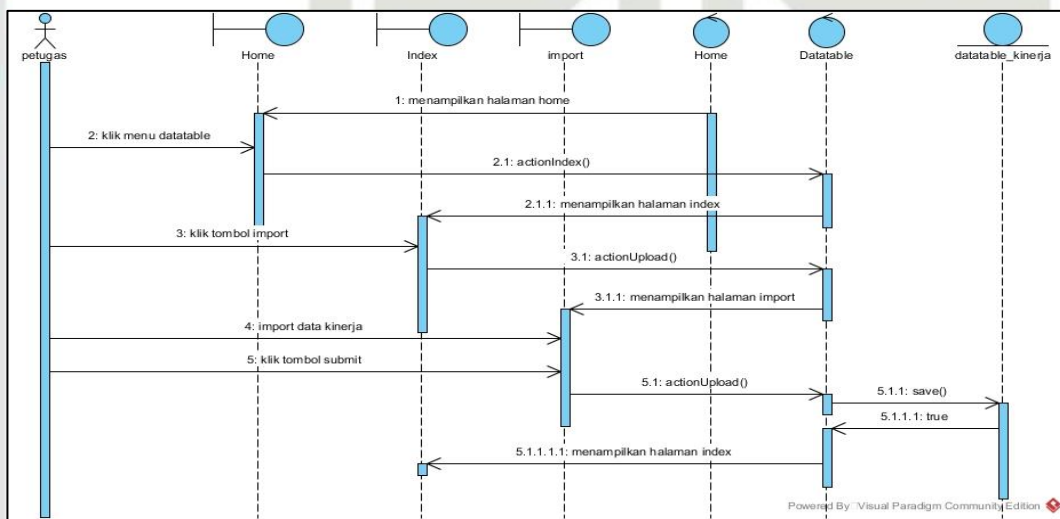 petugas
Home
Index
import
Home
Datatable
datatable_kinerja
1: menampilkan halaman home
2: klik menu datatable
2.1: actionIndex()
2.1.1: menampilkan halaman index
3: klik tombol import
3.1: actionUpload()
3.1.1: menampilkan halaman import
4: import data kinerja
5: klik tombol submit
5.1: actionUpload()
5.1.1: save()
5.1.1.1: true
5.1.1.1.1: menampilkan halaman index
Powered By Visual Paradigm Community Edition